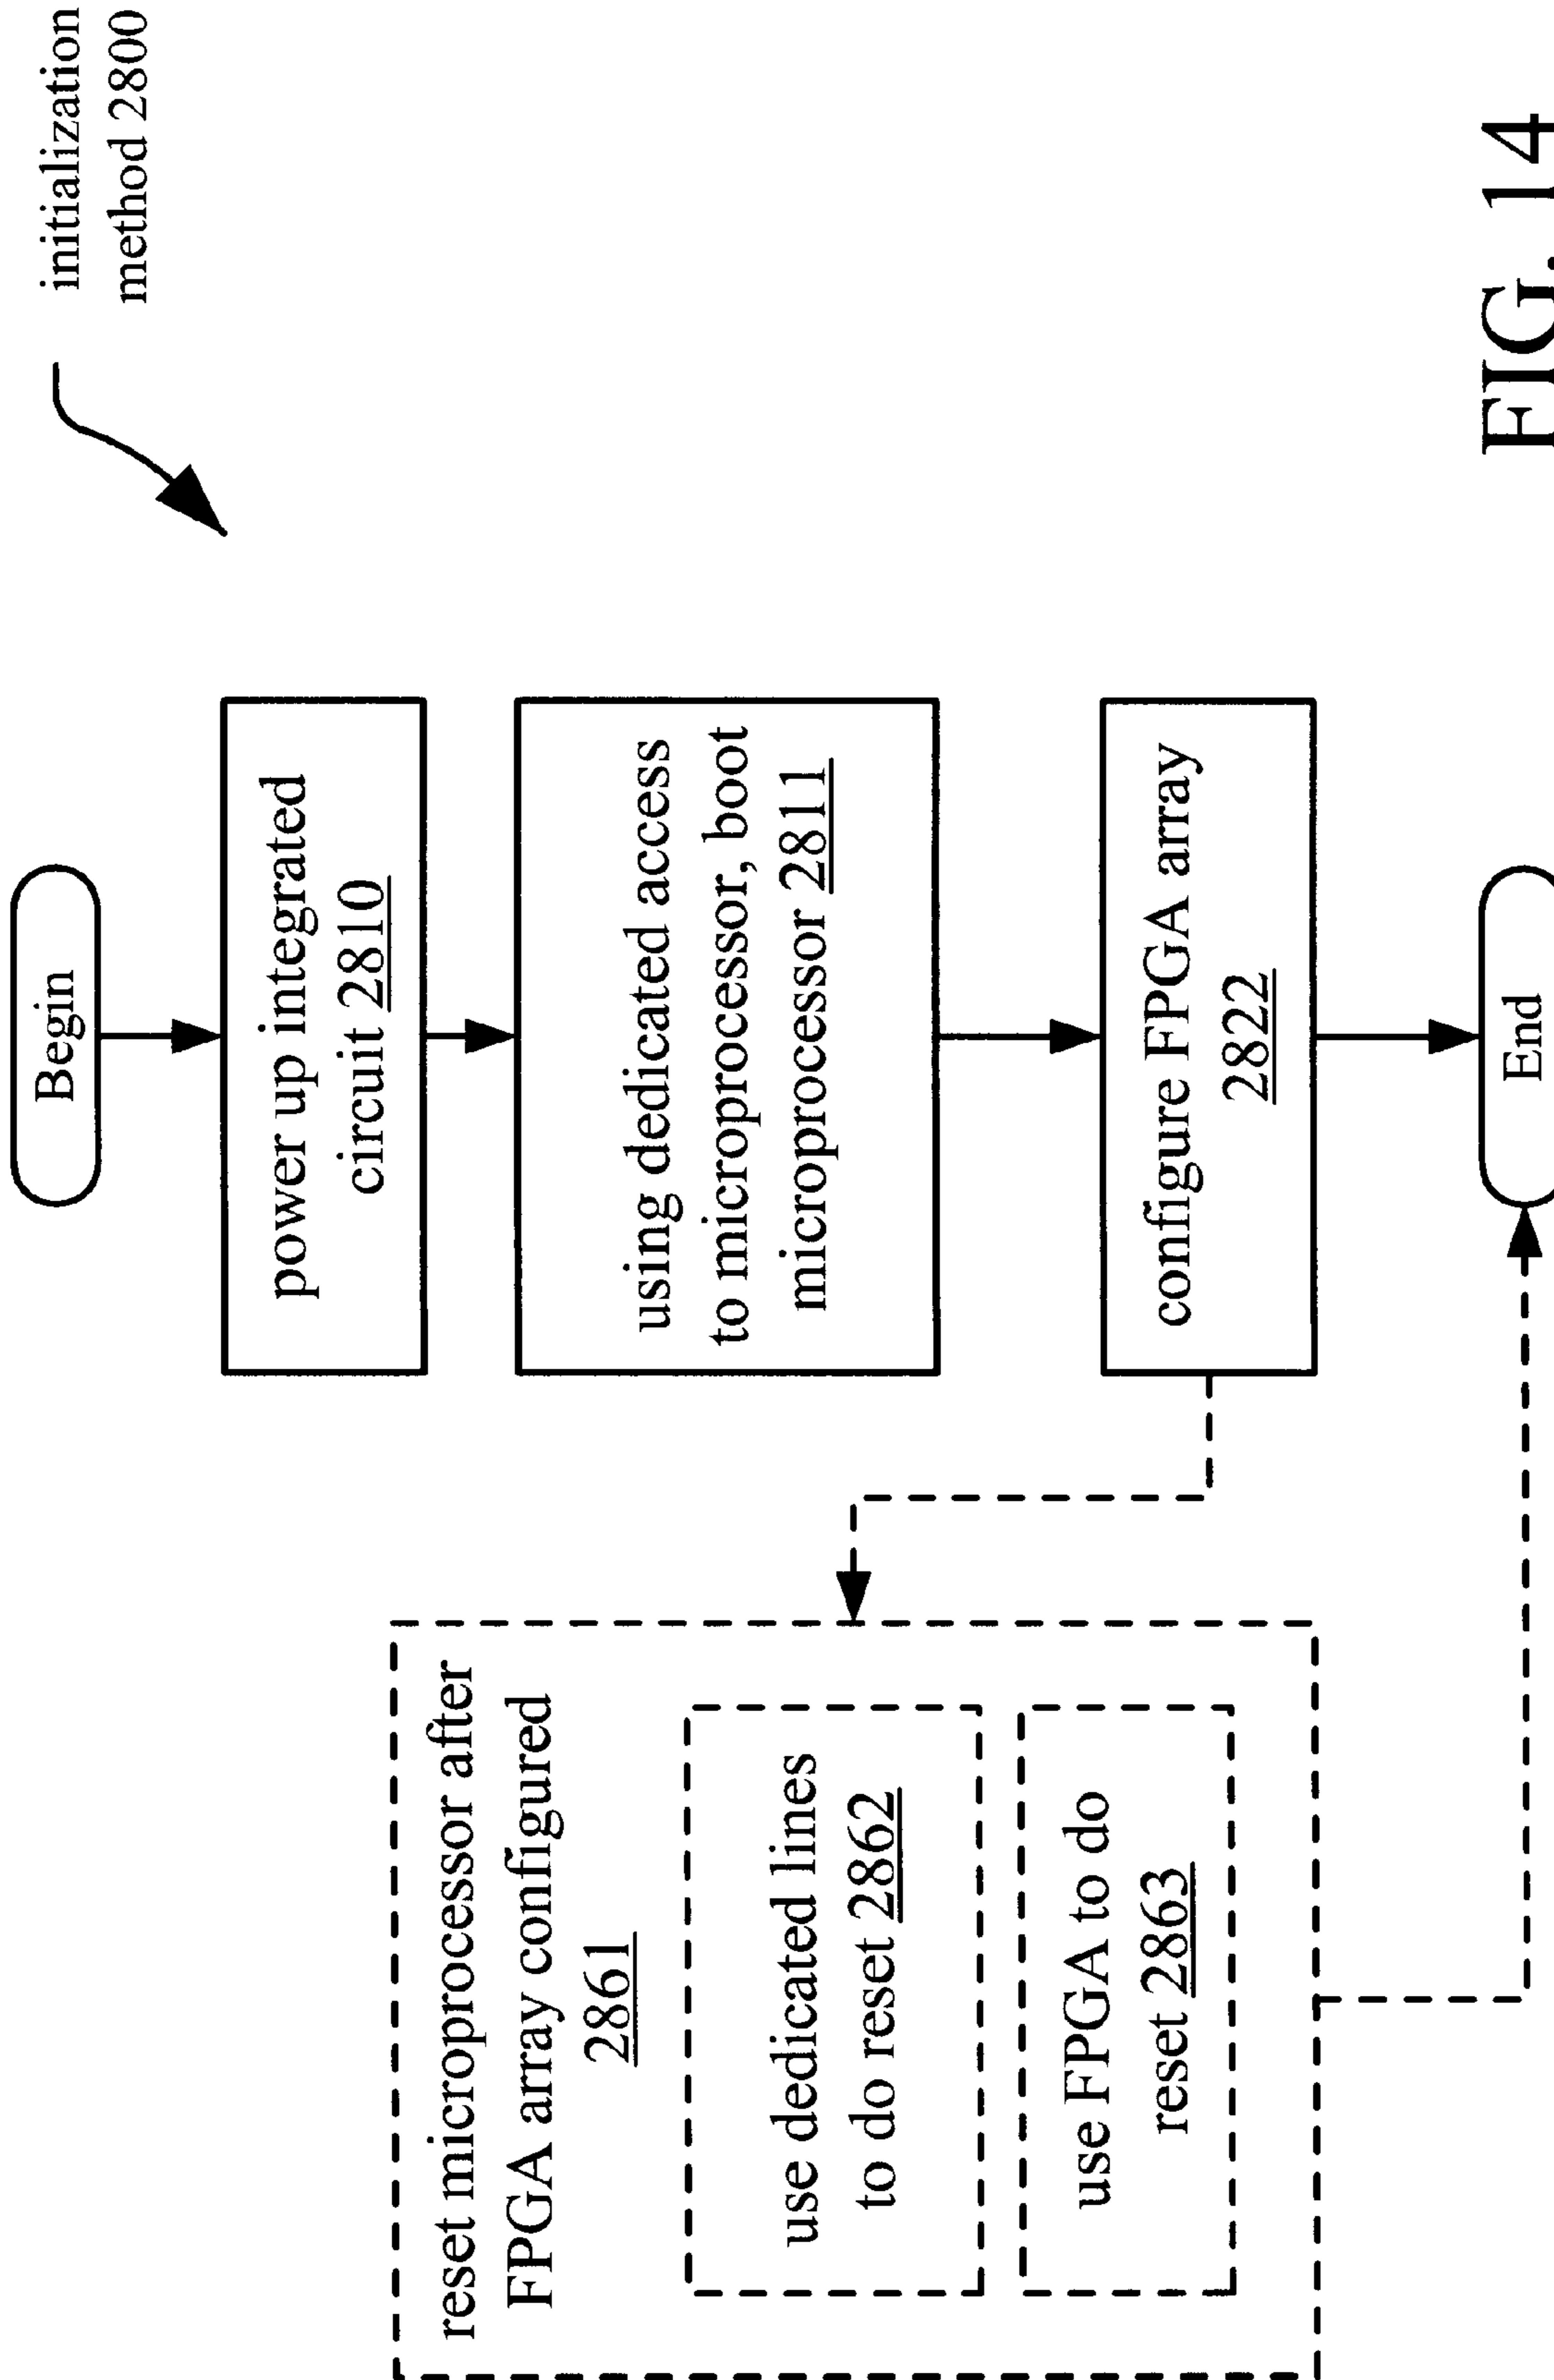 initialization
method 2800
Begin
power up integrated
circuit 2810
using dedicated access
to microprocessor, boot
microprocessor 2811
configure FPGA array
2822
reset microprocessor after
FPGA array configured
2861
use dedicated lines
to do reset 2862
use FPGA to do
reset 2863
End
FIG. 14